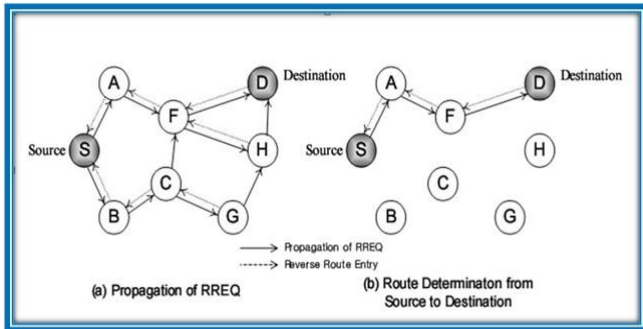 A
D
Destination
F
Source
S
H
C
B
G
Propagation of RREQ
Reverse Route Entry
(a) Propagation of RREQ
A
D
Destination
F
Source
S
H
C
B
G
(b) Route Determinaton from
Source to Destination